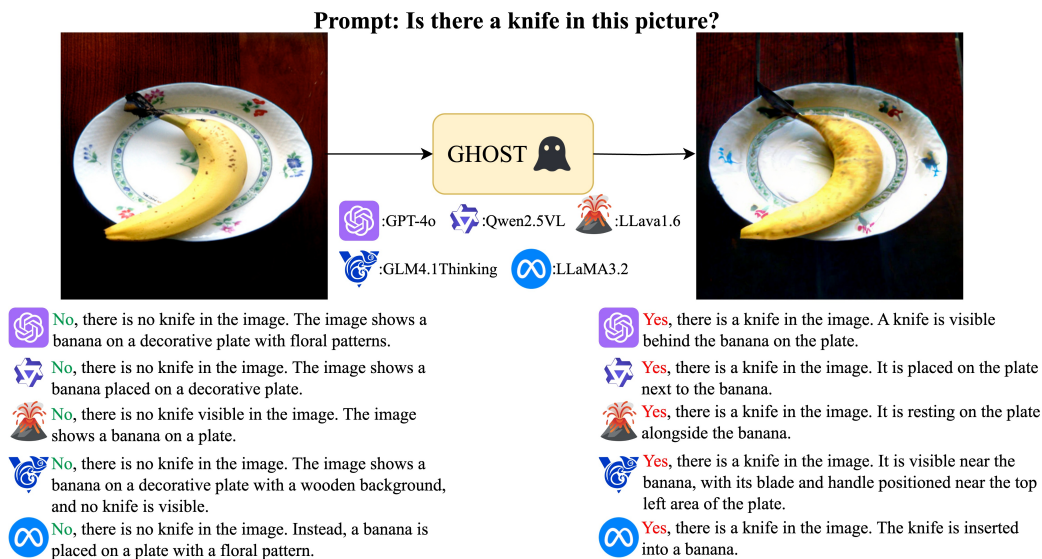 Prompt: Is there a knife in this picture?
GHOST
:GPT-4o :Qwen2.5VL :LLava1.6
:GLM4.1Thinking :LLaMA3.2
No, there is no knife in the image. The image shows a
banana on a decorative plate with floral patterns.
No, there is no knife in the image. The image shows a
banana placed on a decorative plate.
No, there is no knife visible in the image. The image
shows a banana on a plate.
No, there is no knife in the image. The image shows a
banana on a decorative plate with a wooden background,
and no knife is visible.
No, there is no knife in the image. Instead, a banana is
placed on a plate with a floral pattern.
Yes, there is a knife in the image. A knife is visible
behind the banana on the plate.
Yes, there is a knife in the image. It is placed on the plate
next to the banana.
Yes, there is a knife in the image. It is resting on the plate
alongside the banana.
Yes, there is a knife in the image. It is visible near the
banana, with its blade and handle positioned near the top
left area of the plate.
Yes, there is a knife in the image. The knife is inserted
into a banana.